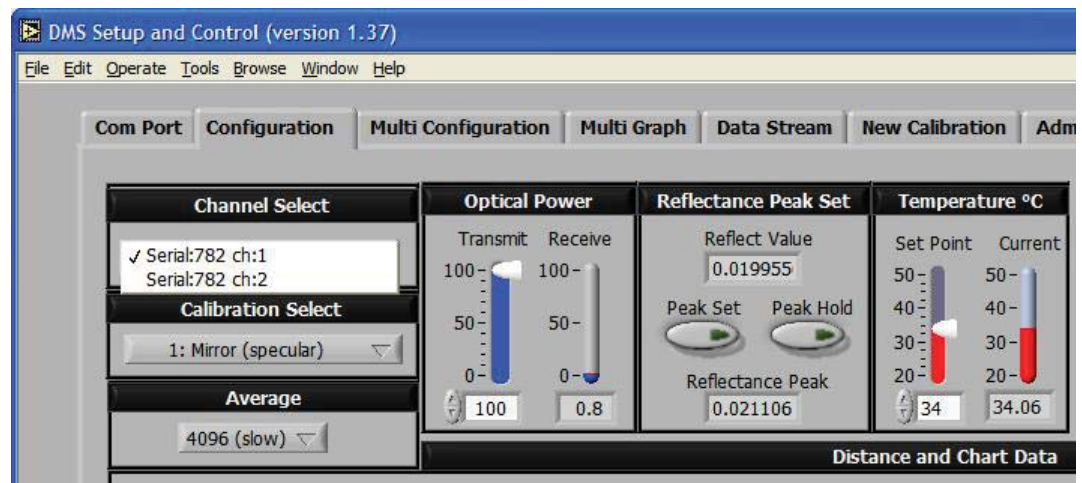 DMS Setup and Control (version 1.37)
File Edit Operate Tools Browse Window Help
Com Port Configuration Multi Configuration Multi Graph Data Stream New Calibration Adm
Channel Select
✓ Serial:782 ch:1
Serial:782 ch:2
Calibration Select
1: Mirror (specular)
Average
4096 (slow)
Optical Power
Transmit Receive
100 100
50 50
0 0
100 0.8
Reflectance Peak Set
Reflect Value
0.019955
Peak Set Peak Hold
Reflectance Peak
0.021106
Temperature ºC
Set Point Current
50 50
40 40
30 30
20 20
34 34.06
Distance and Chart Data